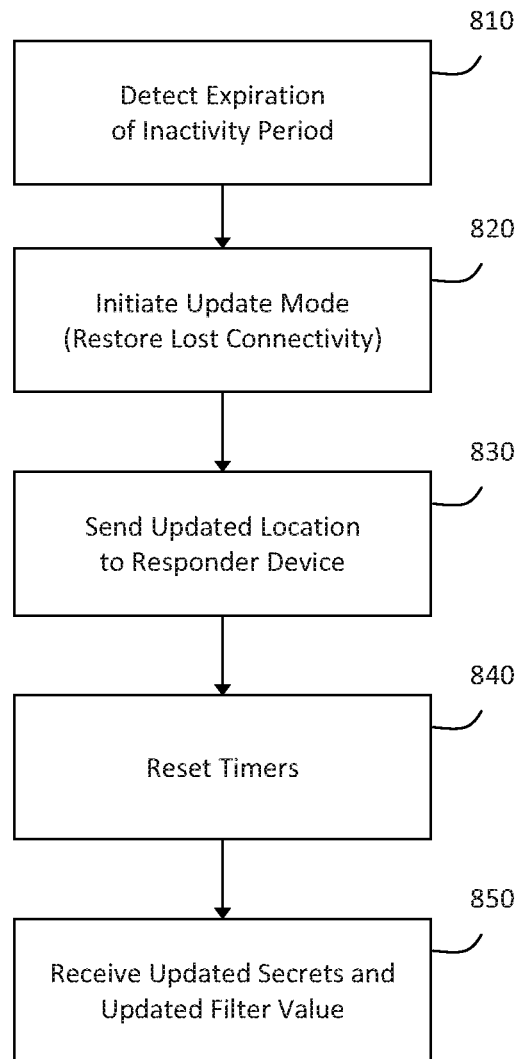 810
Detect Expiration
of Inactivity Period
820
Initiate Update Mode
(Restore Lost Connectivity)
830
Send Updated Location
to Responder Device
840
Reset Timers
850
Receive Updated Secrets and
Updated Filter Value